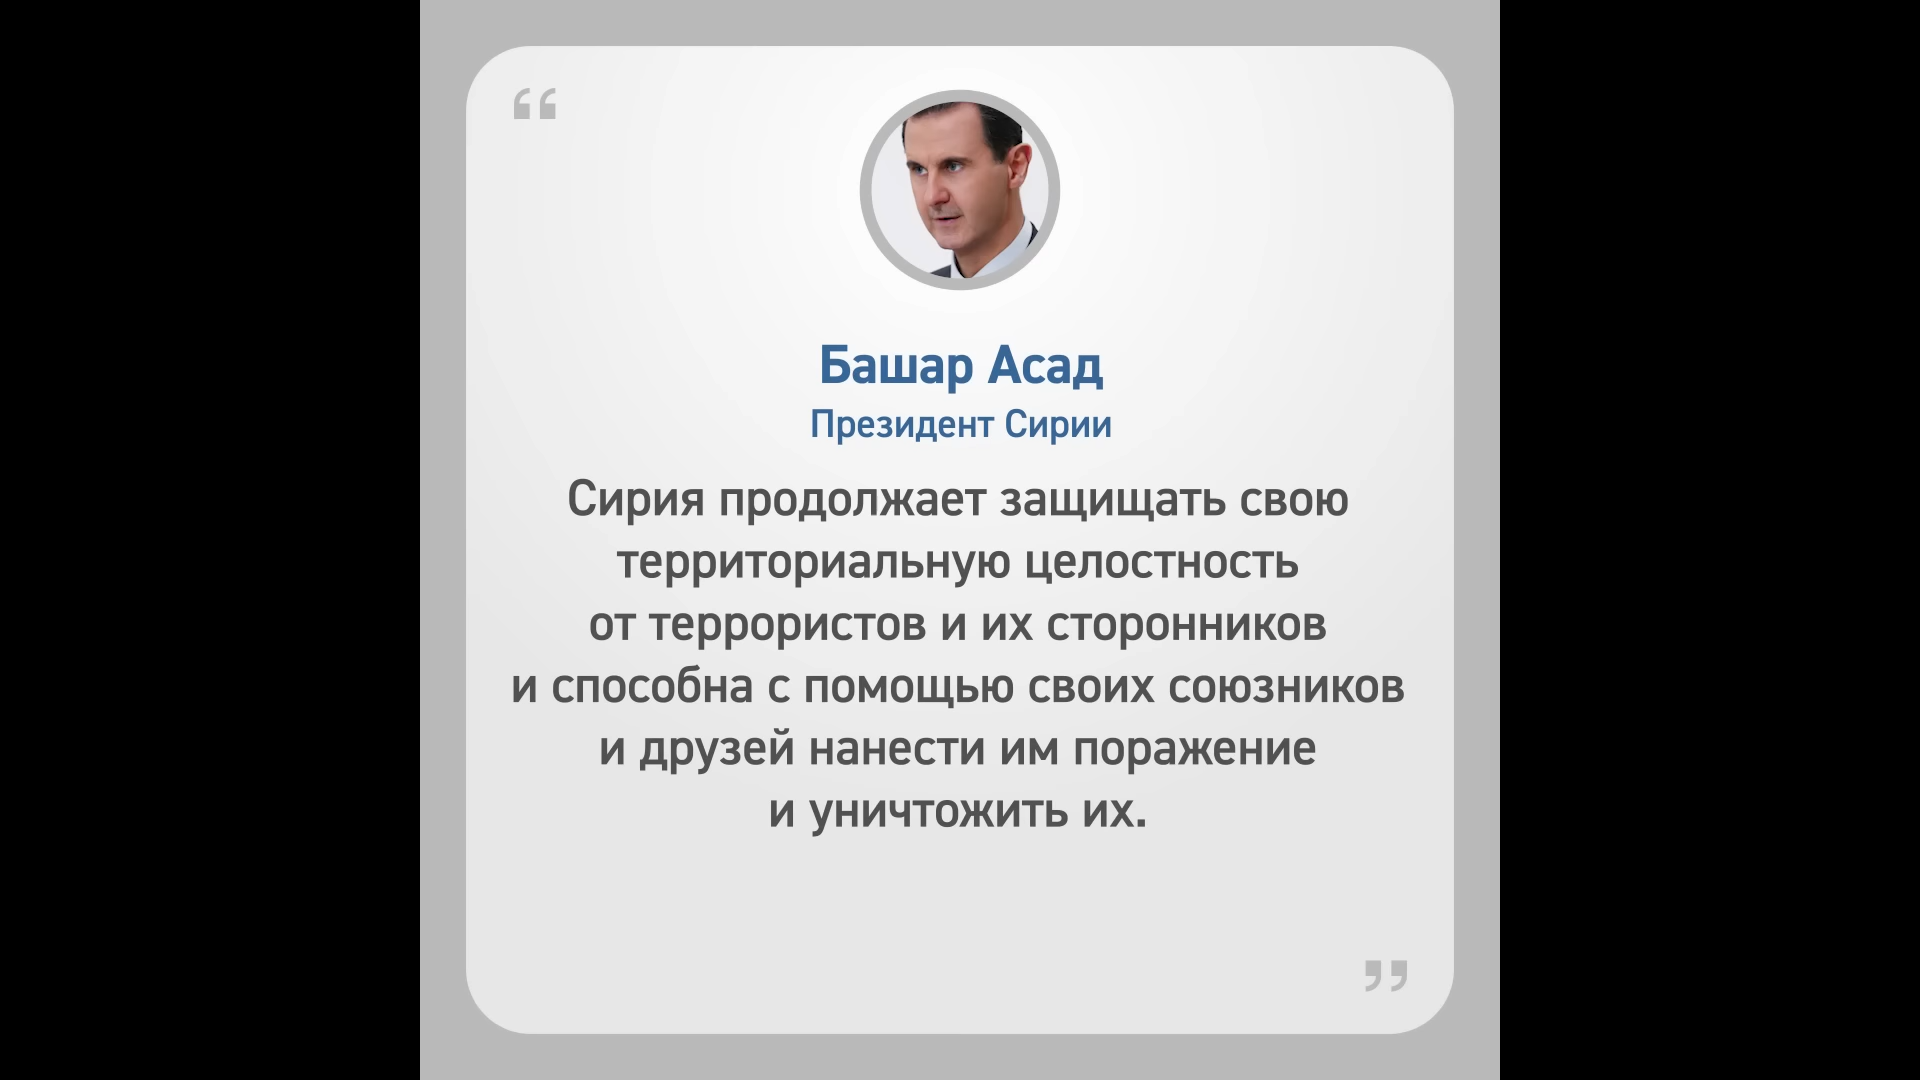 “
Башар Асад
Президент Сирии
Сирия продолжает защищать свою
территориальную целостность
от террористов и их сторонников
и способна с помощью своих союзников
и друзей нанести им поражение
и уничтожить их.
”